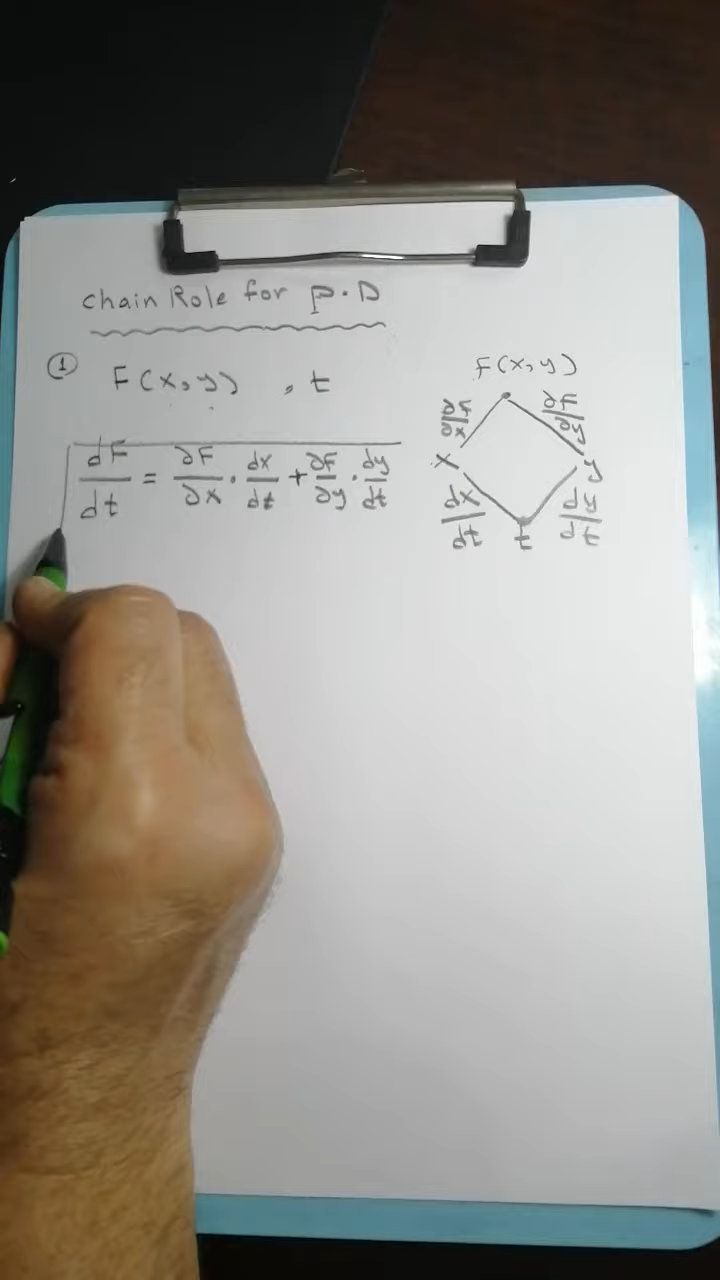 chain Role for P.D
① F(x,y) , t
dF/dt = ∂F/∂x · dx/dt + ∂F/∂y · dy/dt
F(x,y)
∂F/∂x ∂F/∂y
x y
dx/dt t dy/dt